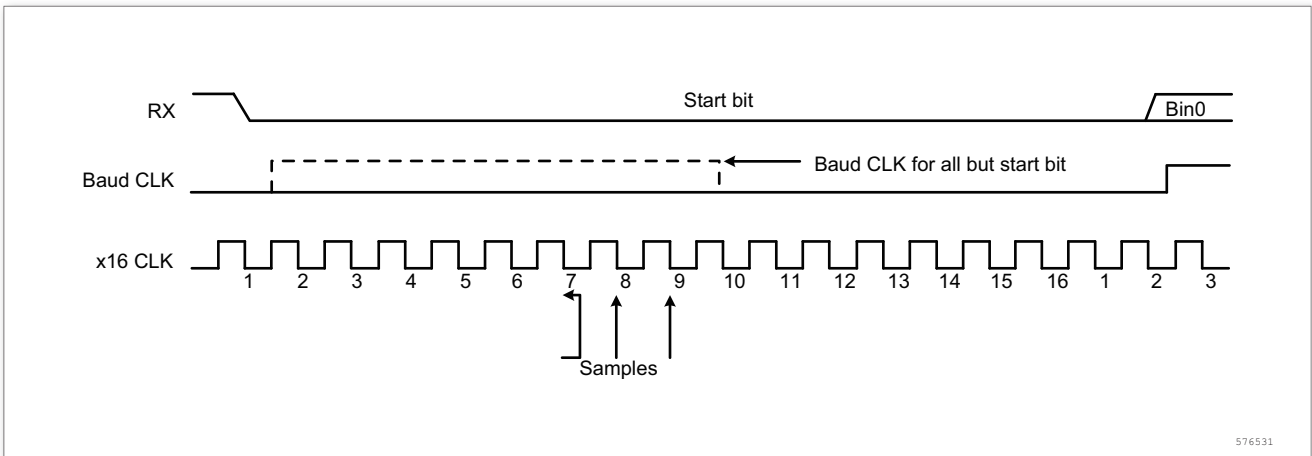 RX
Start bit
Bin0
Baud CLK
Baud CLK for all but start bit
x16 CLK
1 2 3 4 5 6 7 8 9 10 11 12 13 14 15 16 1 2 3
Samples
576531